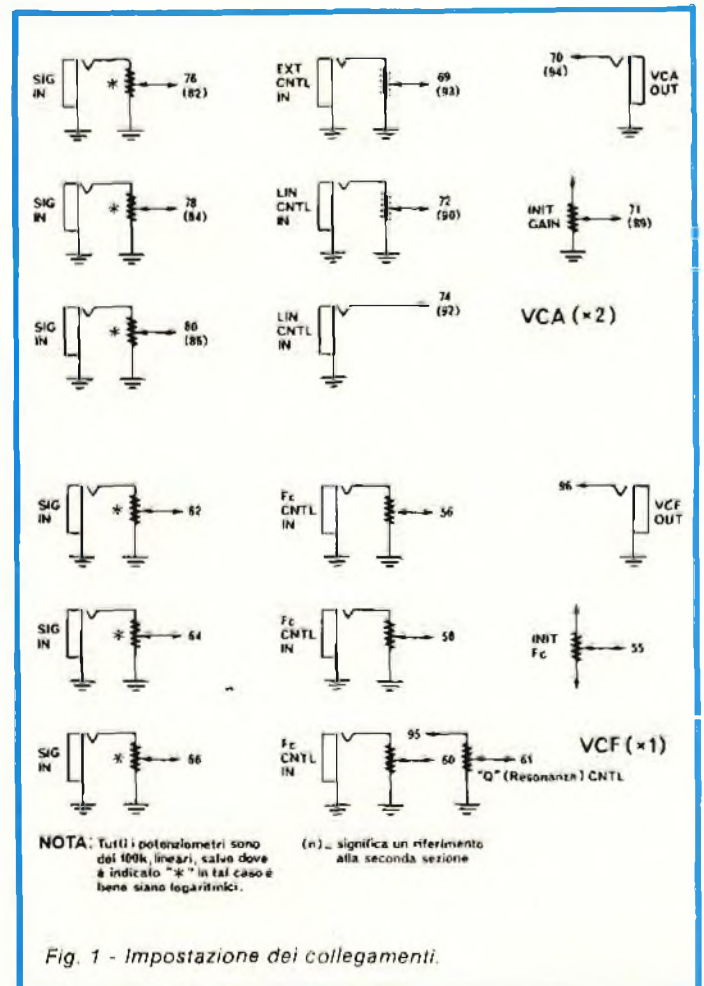 SIG
IN
*
76
(82)
EXT
CNTL
IN
69
(93)
70
(94)
VCA
OUT
SIG
IN
*
78
(84)
LIN
CNTL
IN
72
(90)
INIT
GAIN
71
(89)
SIG
IN
*
80
(86)
LIN
CNTL
IN
74
(92)
VCA (×2)
SIG
IN
*
62
Fc
CNTL
IN
56
96
VCF
OUT
SIG
IN
*
64
Fc
CNTL
IN
58
INIT
Fc
55
SIG
IN
*
66
Fc
CNTL
IN
60
95
61
"Q" (Resonanza) CNTL
VCF (×1)
NOTA: Tutti i potenziometri sono
dei 100k, lineari, salvo dove
è indicato "*" in tal caso è
bene siano logaritmici.
(n)_ significa un riferimento
alla seconda sezione
Fig. 1 - Impostazione dei collegamenti.